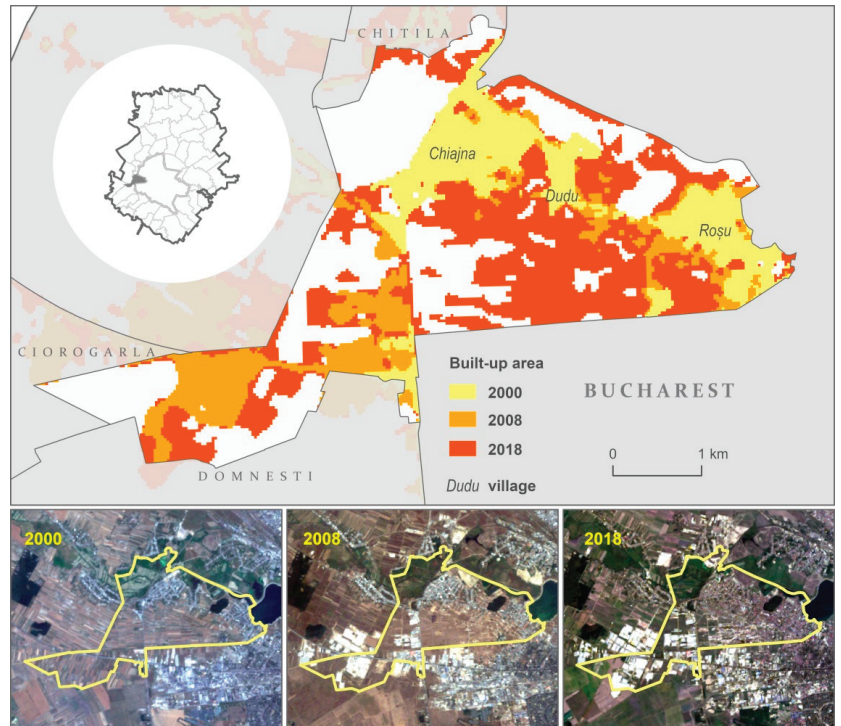 CHITILA
Chiajna
Dudu
Roșu
CIOROGARLA
Built-up area
2000
2008
2018
Dudu village
BUCHAREST
0 1 km
DOMNESTI
2000
2008
2018